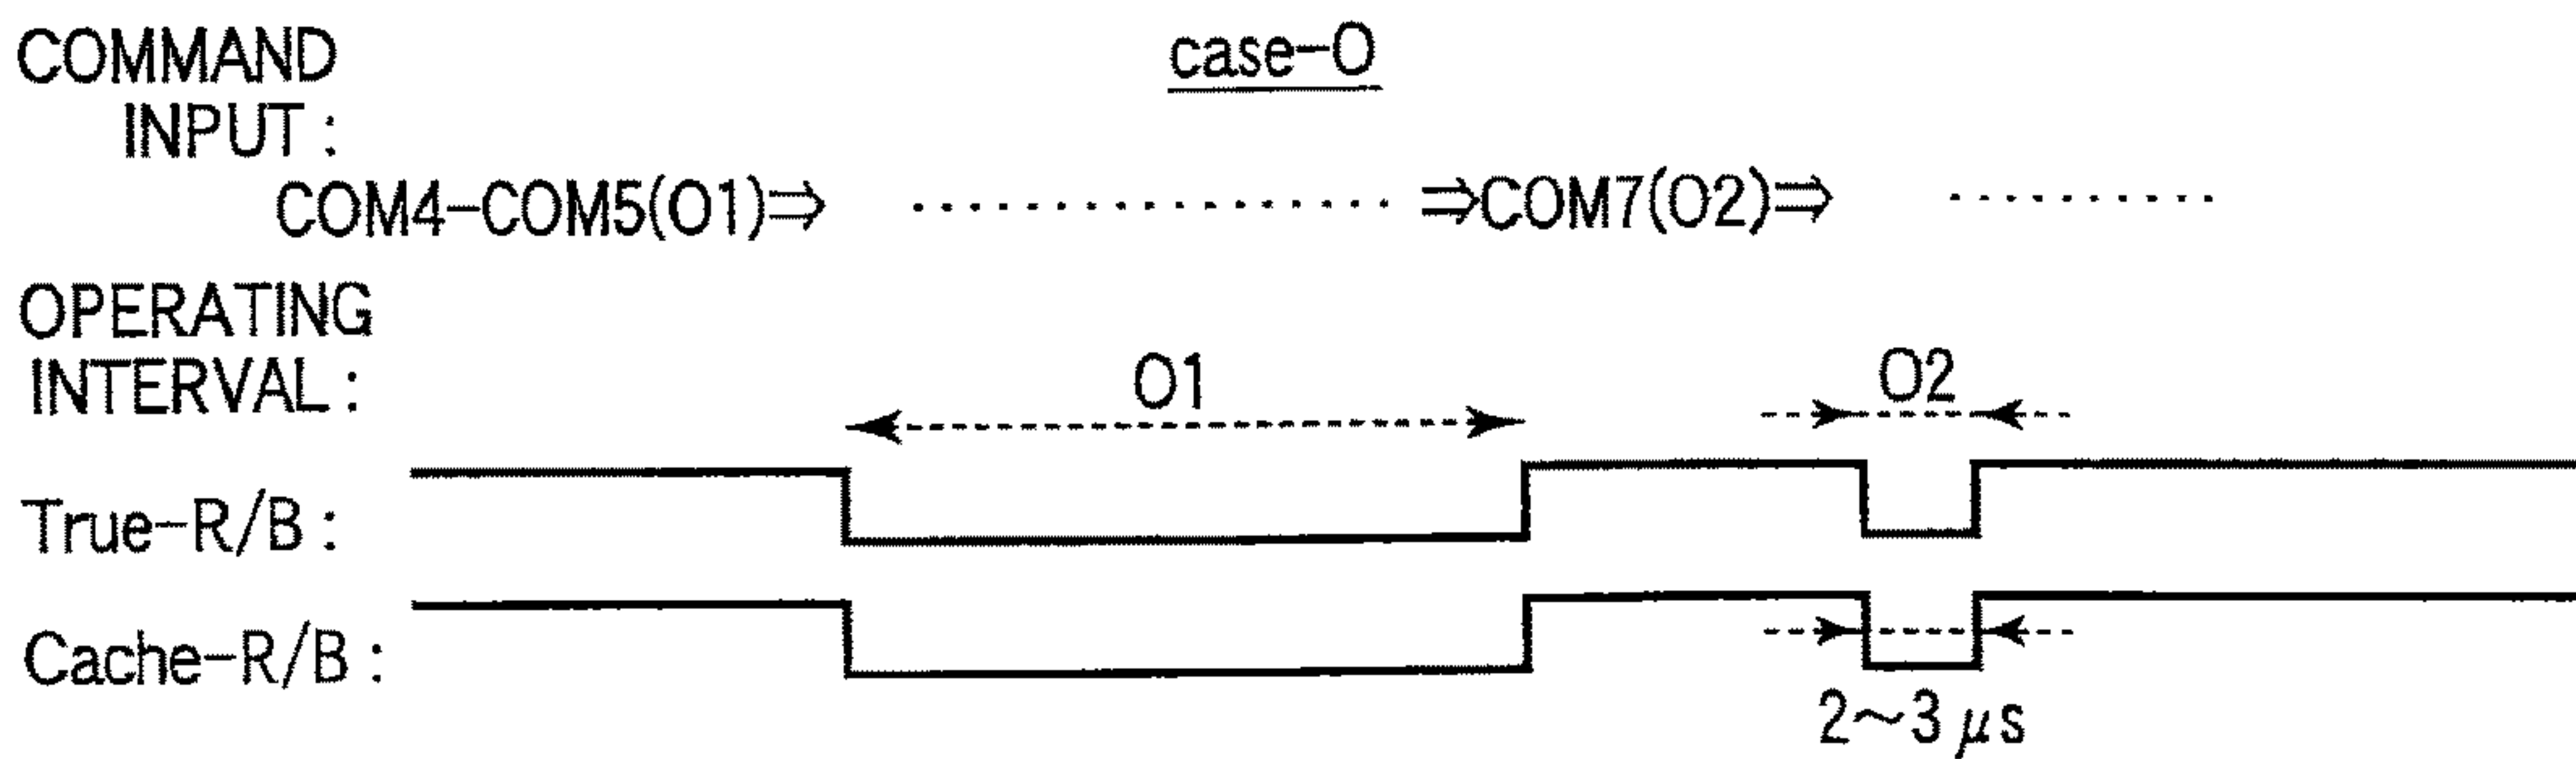 COMMAND
INPUT :
case-O
COM4-COM5(O1)⇒ ················· ⇒COM7(O2)⇒ ··········
OPERATING
INTERVAL :
O1
O2
True-R/B :
Cache-R/B :
2~3 μs